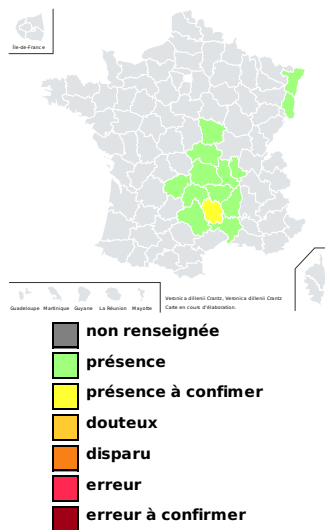 Île-de-France
Guadeloupe Martinique Guyane La Réunion Mayotte
Veronica dillenii Crantz, Veronica dillenii Crantz
Carte en cours d'élaboration.
non renseignée
présence
présence à confimer
douteux
disparu
erreur
erreur à confirmer